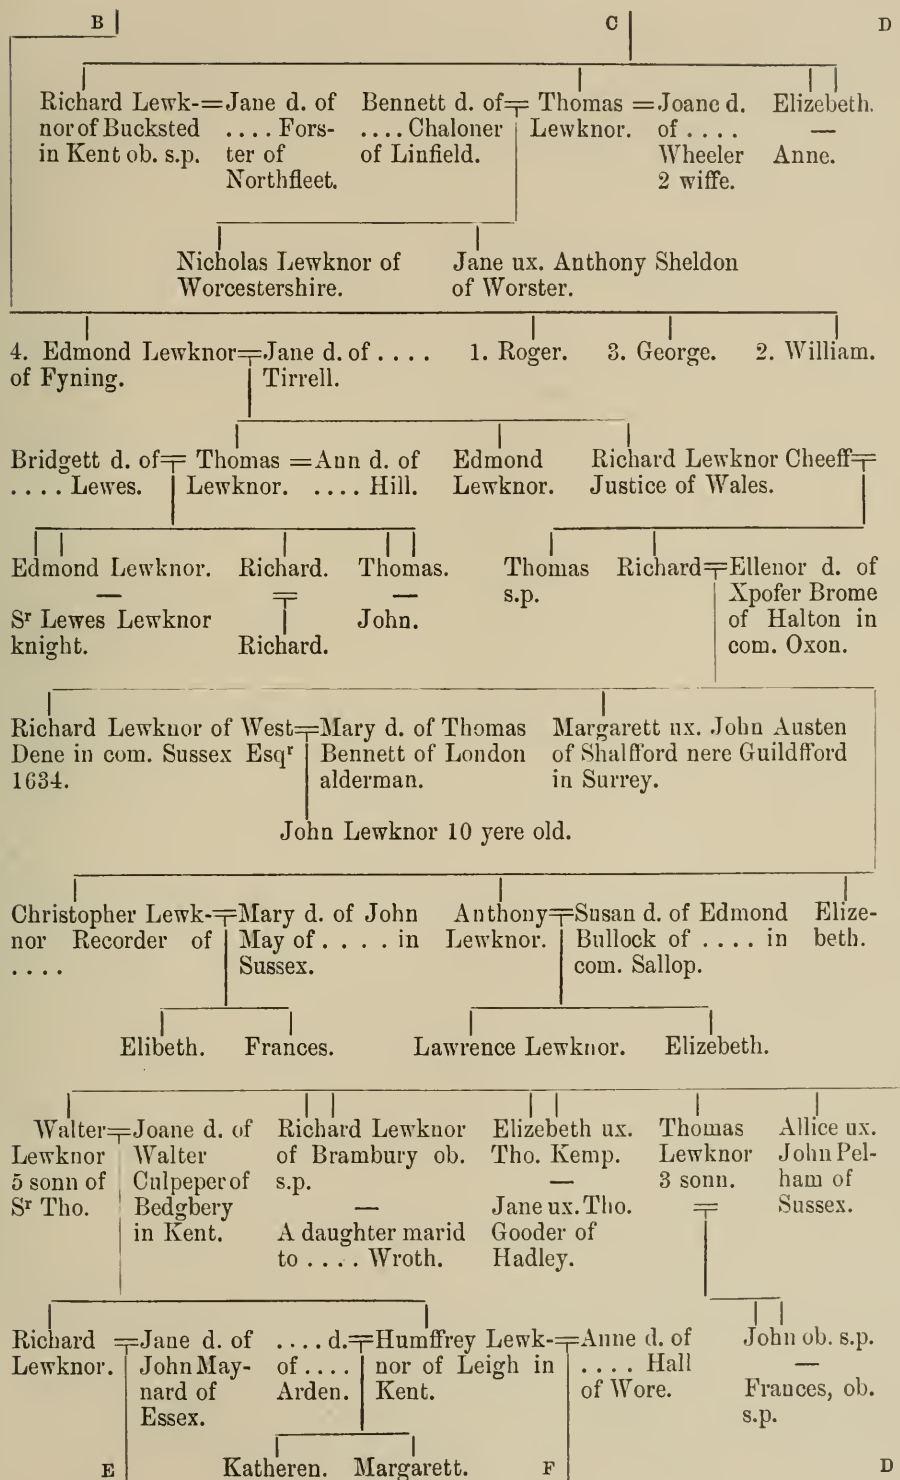 B C D
Richard Lewk-=Jane d. of Bennett d. of= Thomas =Joane d. Elizebeth.
nor of Bucksted .... Fors- .... Chaloner Lewknor. of .... —
in Kent ob. s.p. ter of of Linfield. Wheeler Anne.
Northfleet. 2 wiffe.
Nicholas Lewknor of Jane ux. Anthony Sheldon
Worcestershire. of Worster.
4. Edmond Lewknor=Jane d. of .... 1. Roger. 3. George. 2. William.
of Fyning. Tirrell.
Bridgett d. of= Thomas =Ann d. of Edmond Richard Lewknor Cheeff=
.... Lewes. Lewknor. .... Hill. Lewknor. Justice of Wales.
Edmond Lewknor. Richard. Thomas. Thomas Richard=Ellenor d. of
— = — s.p. Xpofer Brome
Sr Lewes Lewknor John. of Halton in
knight. Richard. com. Oxon.
Richard Lewknor of West=Mary d. of Thomas Margarett ux. John Austen
Dene in com. Sussex Esqr Bennett of London of Shalfford nere Guildfford
1634. alderman. in Surrey.
John Lewknor 10 yere old.
Christopher Lewk-=Mary d. of John Anthony=Susan d. of Edmond Elize-
nor Recorder of May of .... in Lewknor. Bullock of .... in beth.
.... Sussex. com. Sallop.
Elibeth. Frances. Lawrence Lewknor. Elizebeth.
Walter=Joane d. of Richard Lewknor Elizebeth ux. Thomas Allice ux.
Lewknor Walter of Brambury ob. Tho. Kemp. Lewknor John Pel-
5 sonn of Culpeper of s.p. — 3 sonn. ham of
Sr Tho. Bedgbery — Jane ux. Tho. = Sussex.
in Kent. A daughter marid Gooder of
to .... Wroth. Hadley.
Richard =Jane d. of .... d.=Humffrey Lewk-=Anne d. of John ob. s.p.
Lewknor. John May- of .... nor of Leigh in .... Hall —
nard of Arden. Kent. of Wore. Frances, ob.
Essex. s.p.
E Katheren. Margarett. F D